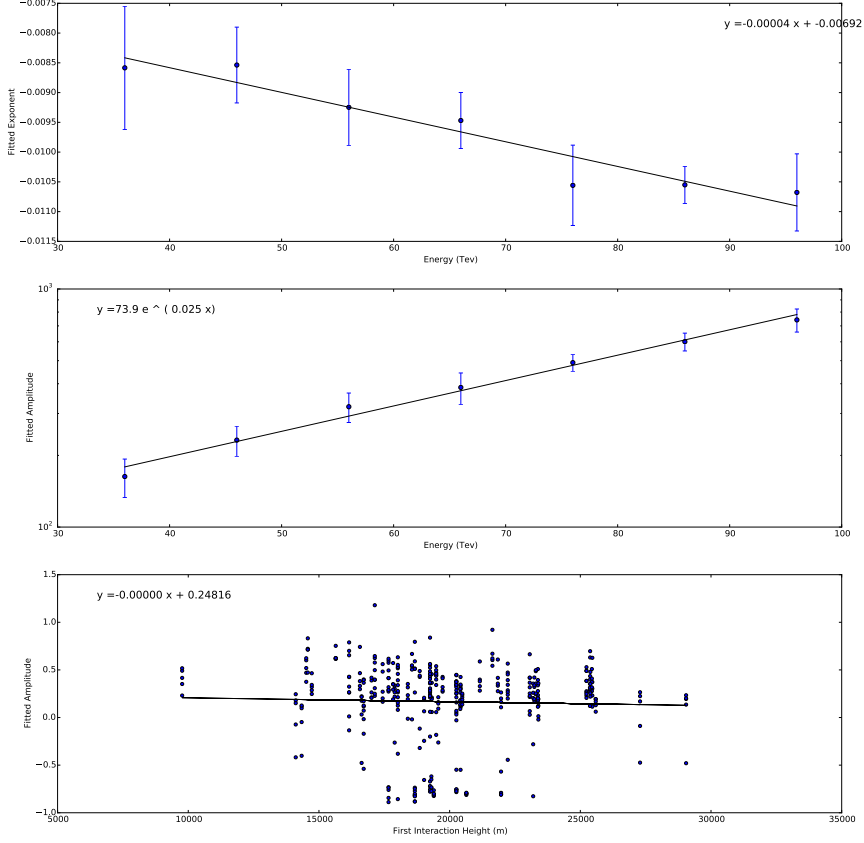 −0.0075
−0.0080
−0.0085
−0.0090
−0.0095
−0.0100
−0.0105
−0.0110
−0.0115
Fitted Exponent
y =-0.00004 x + -0.00692
30 40 50 60 70 80 90 100
Energy (Tev)
10^3
10^2
Fitted Amplitude
y =73.9 e ^ ( 0.025 x)
30 40 50 60 70 80 90 100
Energy (Tev)
1.5
1.0
0.5
0.0
−0.5
−1.0
Fitted Amplitude
y =-0.00000 x + 0.24816
5000 10000 15000 20000 25000 30000 35000
First Interaction Height (m)